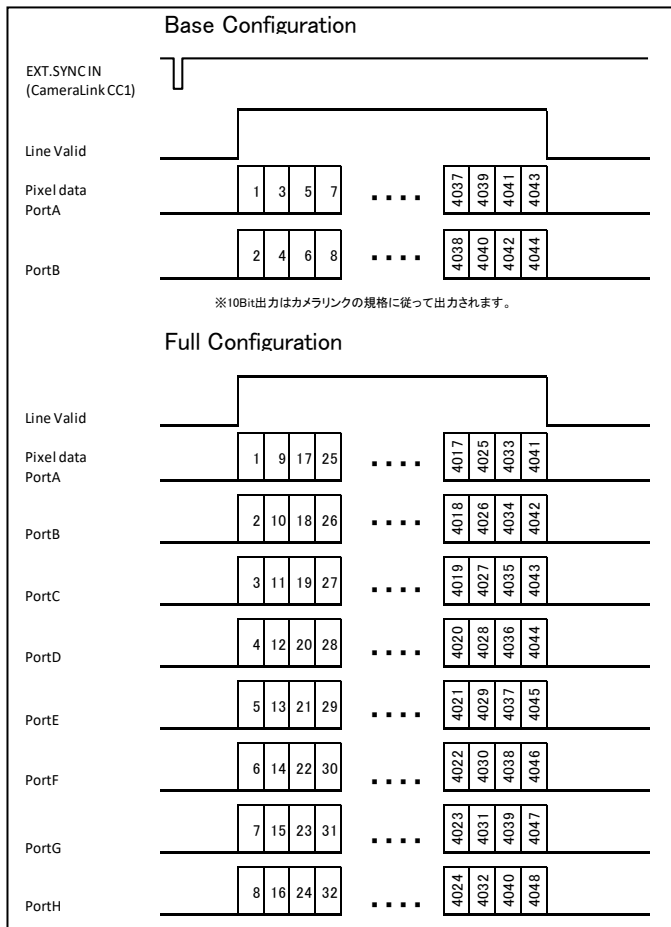 Base Configuration
EXT.SYNC IN
(CameraLink CC1)
Line Valid
Pixel data
PortA
1 3 5 7 ････ 4037 4039 4041 4043
PortB
2 4 6 8 ････ 4038 4040 4042 4044
※10Bit出力はカメラリンクの規格に従って出力されます。
Full Configuration
Line Valid
Pixel data
PortA
1 9 17 25 ････ 4017 4025 4033 4041
PortB
2 10 18 26 ････ 4018 4026 4034 4042
PortC
3 11 19 27 ････ 4019 4027 4035 4043
PortD
4 12 20 28 ････ 4020 4028 4036 4044
PortE
5 13 21 29 ････ 4021 4029 4037 4045
PortF
6 14 22 30 ････ 4022 4030 4038 4046
PortG
7 15 23 31 ････ 4023 4031 4039 4047
PortH
8 16 24 32 ････ 4024 4032 4040 4048